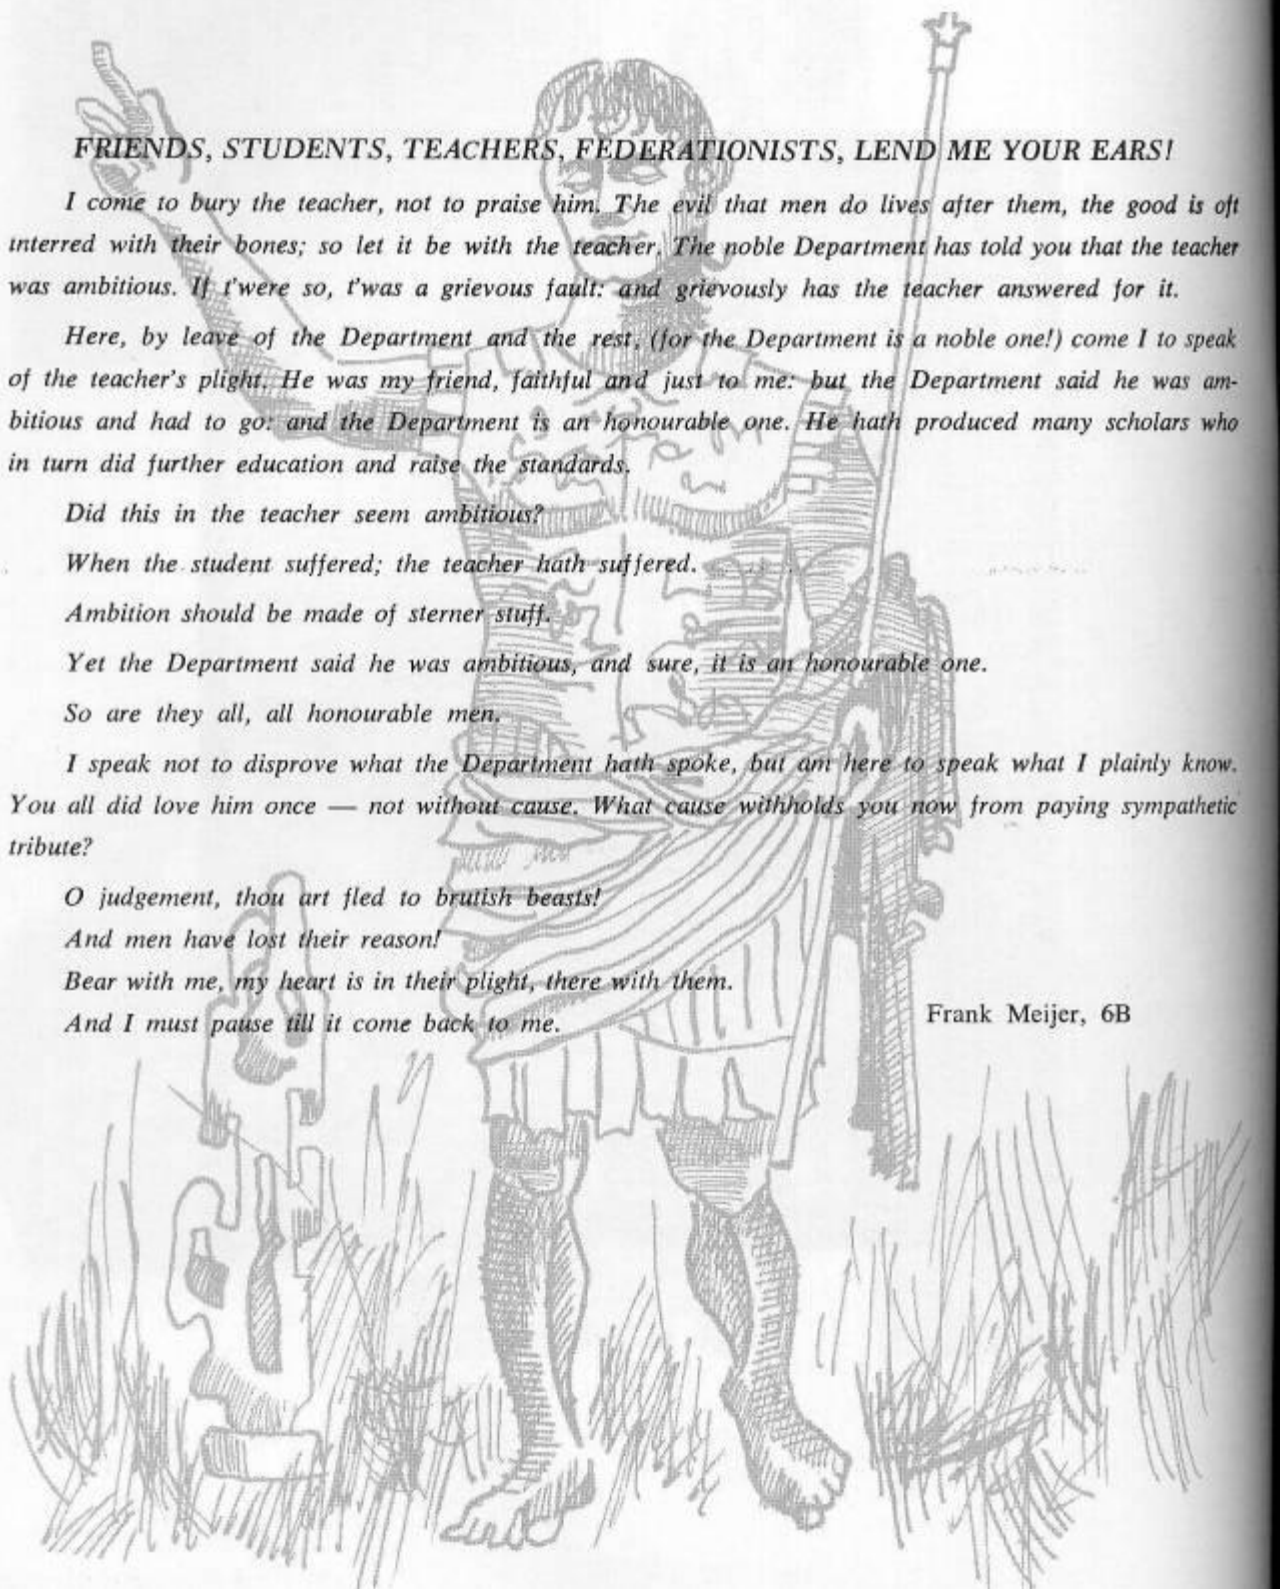 FRIENDS, STUDENTS, TEACHERS, FEDERATIONISTS, LEND ME YOUR EARS!
I come to bury the teacher, not to praise him. The evil that men do lives after them, the good is oft
interred with their bones; so let it be with the teacher. The noble Department has told you that the teacher
was ambitious. If t'were so, t'was a grievous fault: and grievously has the teacher answered for it.
Here, by leave of the Department and the rest, (for the Department is a noble one!) come I to speak
of the teacher's plight. He was my friend, faithful and just to me: but the Department said he was am-
bitious and had to go: and the Department is an honourable one. He hath produced many scholars who
in turn did further education and raise the standards.
Did this in the teacher seem ambitious?
When the student suffered; the teacher hath suffered.
Ambition should be made of sterner stuff.
Yet the Department said he was ambitious, and sure, it is an honourable one.
So are they all, all honourable men.
I speak not to disprove what the Department hath spoke, but am here to speak what I plainly know.
You all did love him once — not without cause. What cause withholds you now from paying sympathetic
tribute?
O judgement, thou art fled to brutish beasts!
And men have lost their reason!
Bear with me, my heart is in their plight, there with them.
And I must pause till it come back to me.
Frank Meijer, 6B